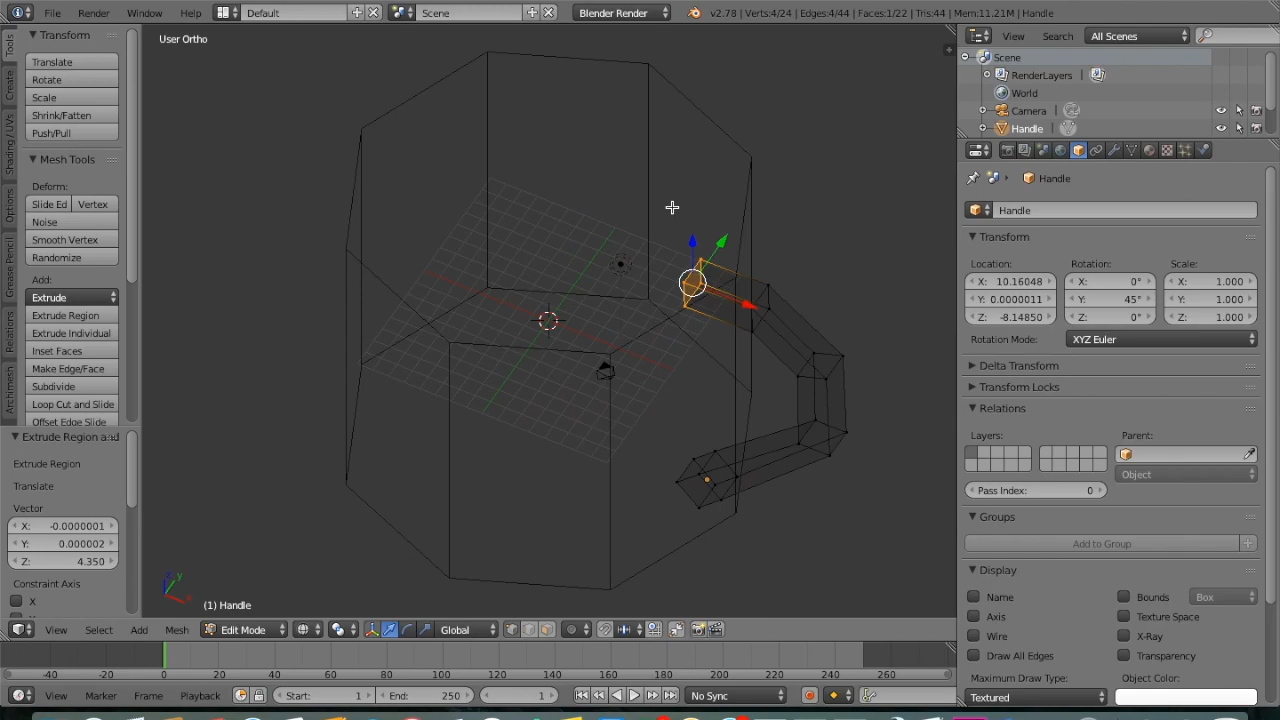 File Render Window Help Default Scene Blender Render v2.78 | Verts:4/24 | Edges:4/44 | Faces:1/22 | Tris:44 | Mem:11.21M | Handle
User Ortho
Tools
Create
Shading / UVs
Options
Grease Pencil
Relations
Archimesh
Transform
Translate
Rotate
Scale
Shrink/Fatten
Push/Pull
Mesh Tools
Deform:
Slide Ed Vertex
Noise
Smooth Vertex
Randomize
Add:
Extrude
Extrude Region
Extrude Individual
Inset Faces
Make Edge/Face
Subdivide
Loop Cut and Slide
Offset Edge Slide
Extrude Region and
Extrude Region
Translate
Vector
X: -0.0000001
Y: 0.000002
Z: 4.350
Constraint Axis
X
(1) Handle
View Select Add Mesh Edit Mode Global
-40 -20 0 20 40 60 80 100 120 140 160 180 200 220 240 260
View Marker Frame Playback Start: 1 End: 250 1 No Sync
View Search All Scenes
Scene
RenderLayers
World
Camera
Handle
Handle
Handle
Transform
Location: Rotation: Scale:
X: 10.16048 X: 0° X: 1.000
Y: 0.0000011 Y: 45° Y: 1.000
Z: -8.14850 Z: 0° Z: 1.000
Rotation Mode: XYZ Euler
Delta Transform
Transform Locks
Relations
Layers: Parent:
Object
Pass Index: 0
Groups
Add to Group
Display
Name Bounds Box
Axis Texture Space
Wire X-Ray
Draw All Edges Transparency
Maximum Draw Type: Object Color:
Textured